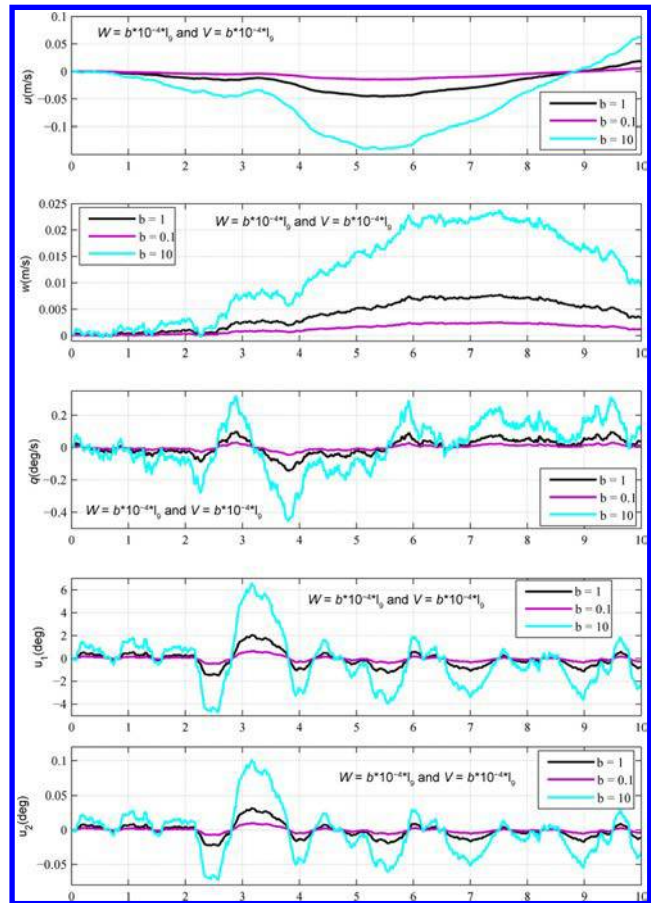 W = b*10⁻⁴*I₉ and V = b*10⁻⁴*I₉
0.1
0.05
0
−0.05
−0.1
u(m/s)
b = 1
b = 0.1
b = 10
0 1 2 3 4 5 6 7 8 9 10
0.025
0.02
0.015
0.01
0.005
0
w(m/s)
b = 1
b = 0.1
b = 10
W = b*10⁻⁴*I₉ and V = b*10⁻⁴*I₉
0 1 2 3 4 5 6 7 8 9 10
0.2
0
−0.2
−0.4
q(deg/s)
W = b*10⁻⁴*I₉ and V = b*10⁻⁴*I₉
b = 1
b = 0.1
b = 10
0 1 2 3 4 5 6 7 8 9 10
6
4
2
0
−2
−4
u₁(deg)
W = b*10⁻⁴*I₉ and V = b*10⁻⁴*I₉
b = 1
b = 0.1
b = 10
0 1 2 3 4 5 6 7 8 9 10
0.1
0.05
0
−0.05
u₂(deg)
W = b*10⁻⁴*I₉ and V = b*10⁻⁴*I₉
b = 1
b = 0.1
b = 10
0 1 2 3 4 5 6 7 8 9 10